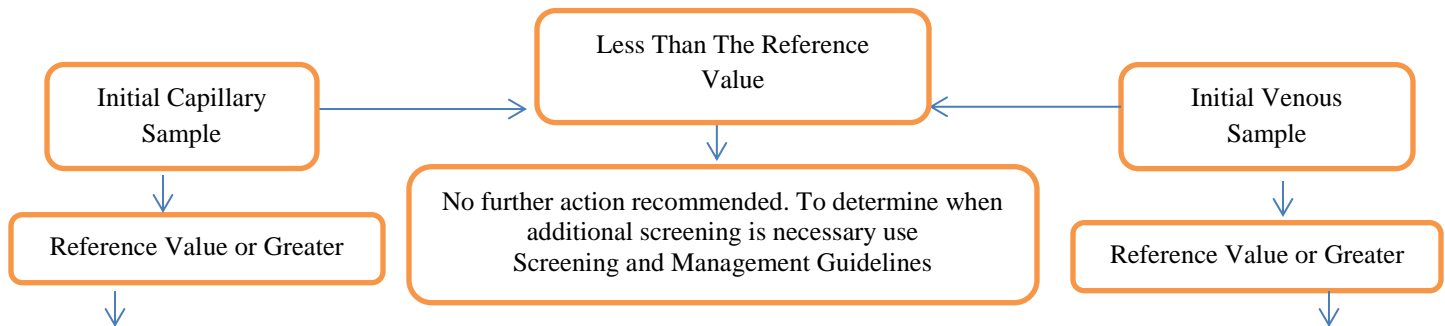 Less Than The Reference
Value
Initial Capillary
Sample
Initial Venous
Sample
No further action recommended. To determine when
additional screening is necessary use
Screening and Management Guidelines
Reference Value or Greater
Reference Value or Greater